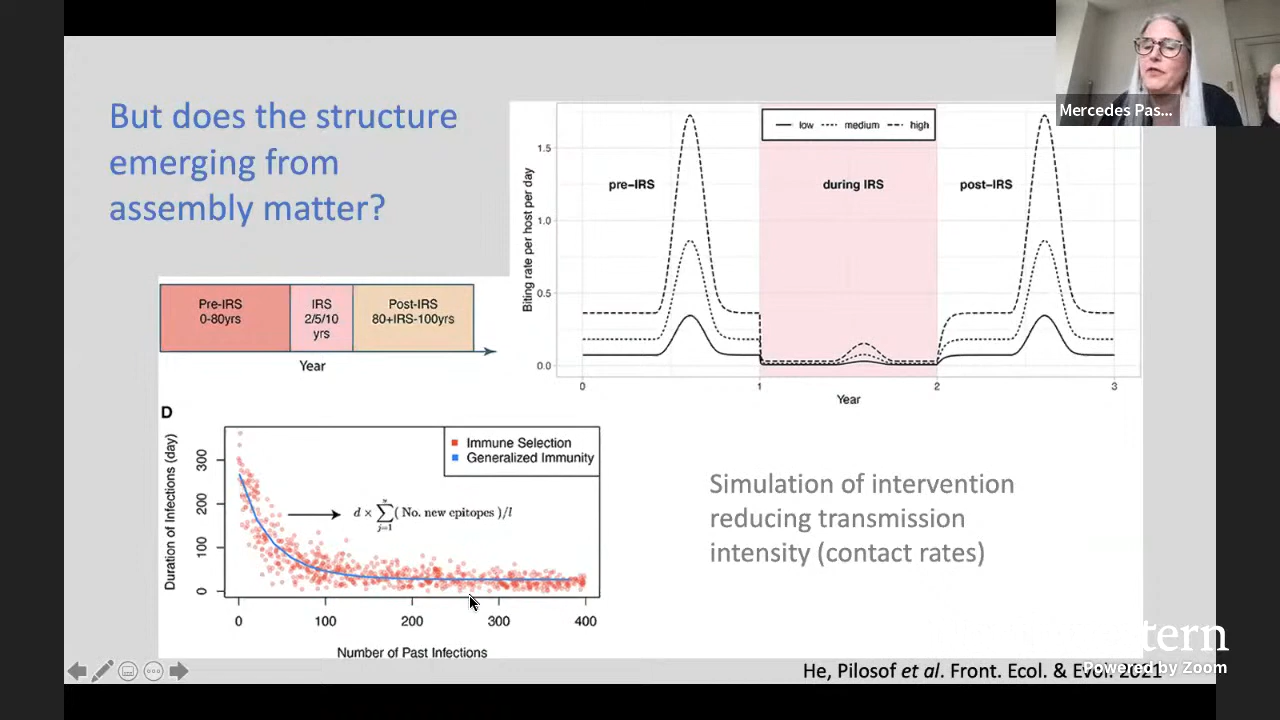 But does the structure
emerging from
assembly matter?
Mercedes Pas...
low medium high
pre–IRS
during IRS
post–IRS
Biting rate per host per day
1.5
1.0
0.5
0.0
0 1 2 3
Year
Pre-IRS
0-80yrs
IRS
2/5/10
yrs
Post-IRS
80+IRS-100yrs
Year
D
Duration of Infections (day)
300
200
100
0
Immune Selection
Generalized Immunity
d × ∑ (No. new epitopes)/l
j=1
0 100 200 300 400
Number of Past Infections
Simulation of intervention
reducing transmission
intensity (contact rates)
He, Pilosof et al. Front. Ecol. & Evol. 2021
Powered by Zoom